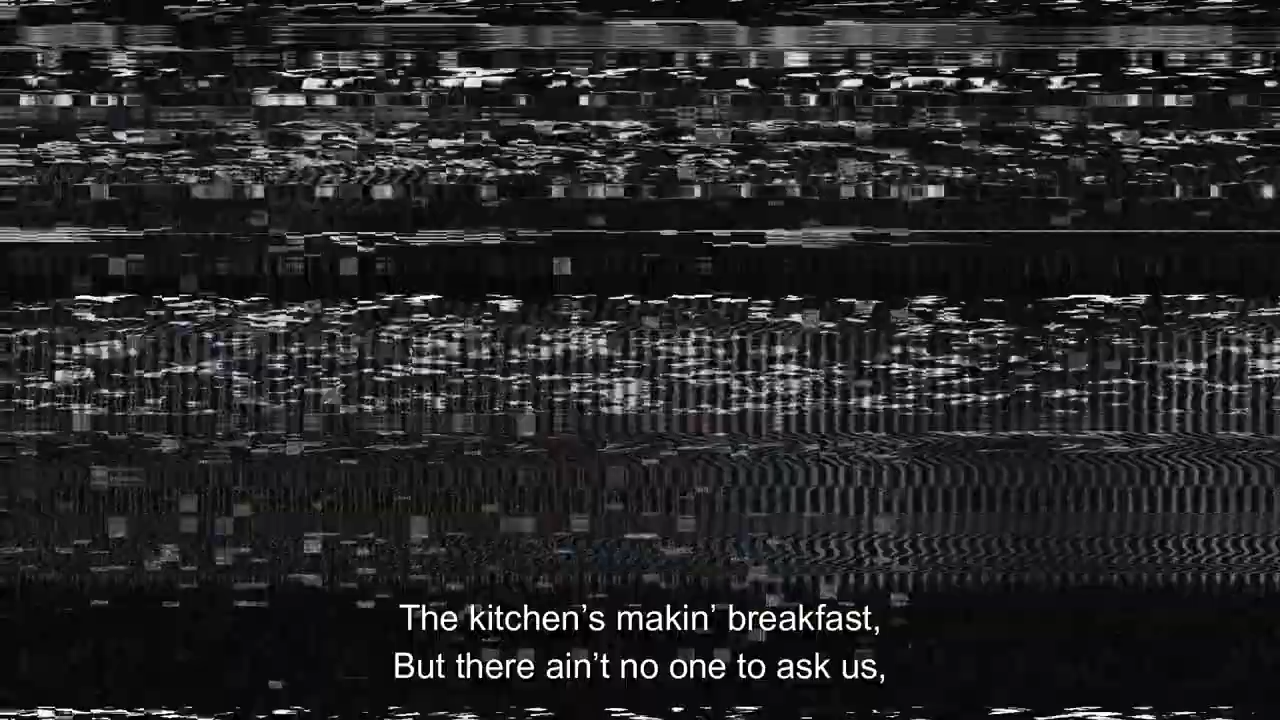 The kitchen’s makin’ breakfast,
But there ain’t no one to ask us,